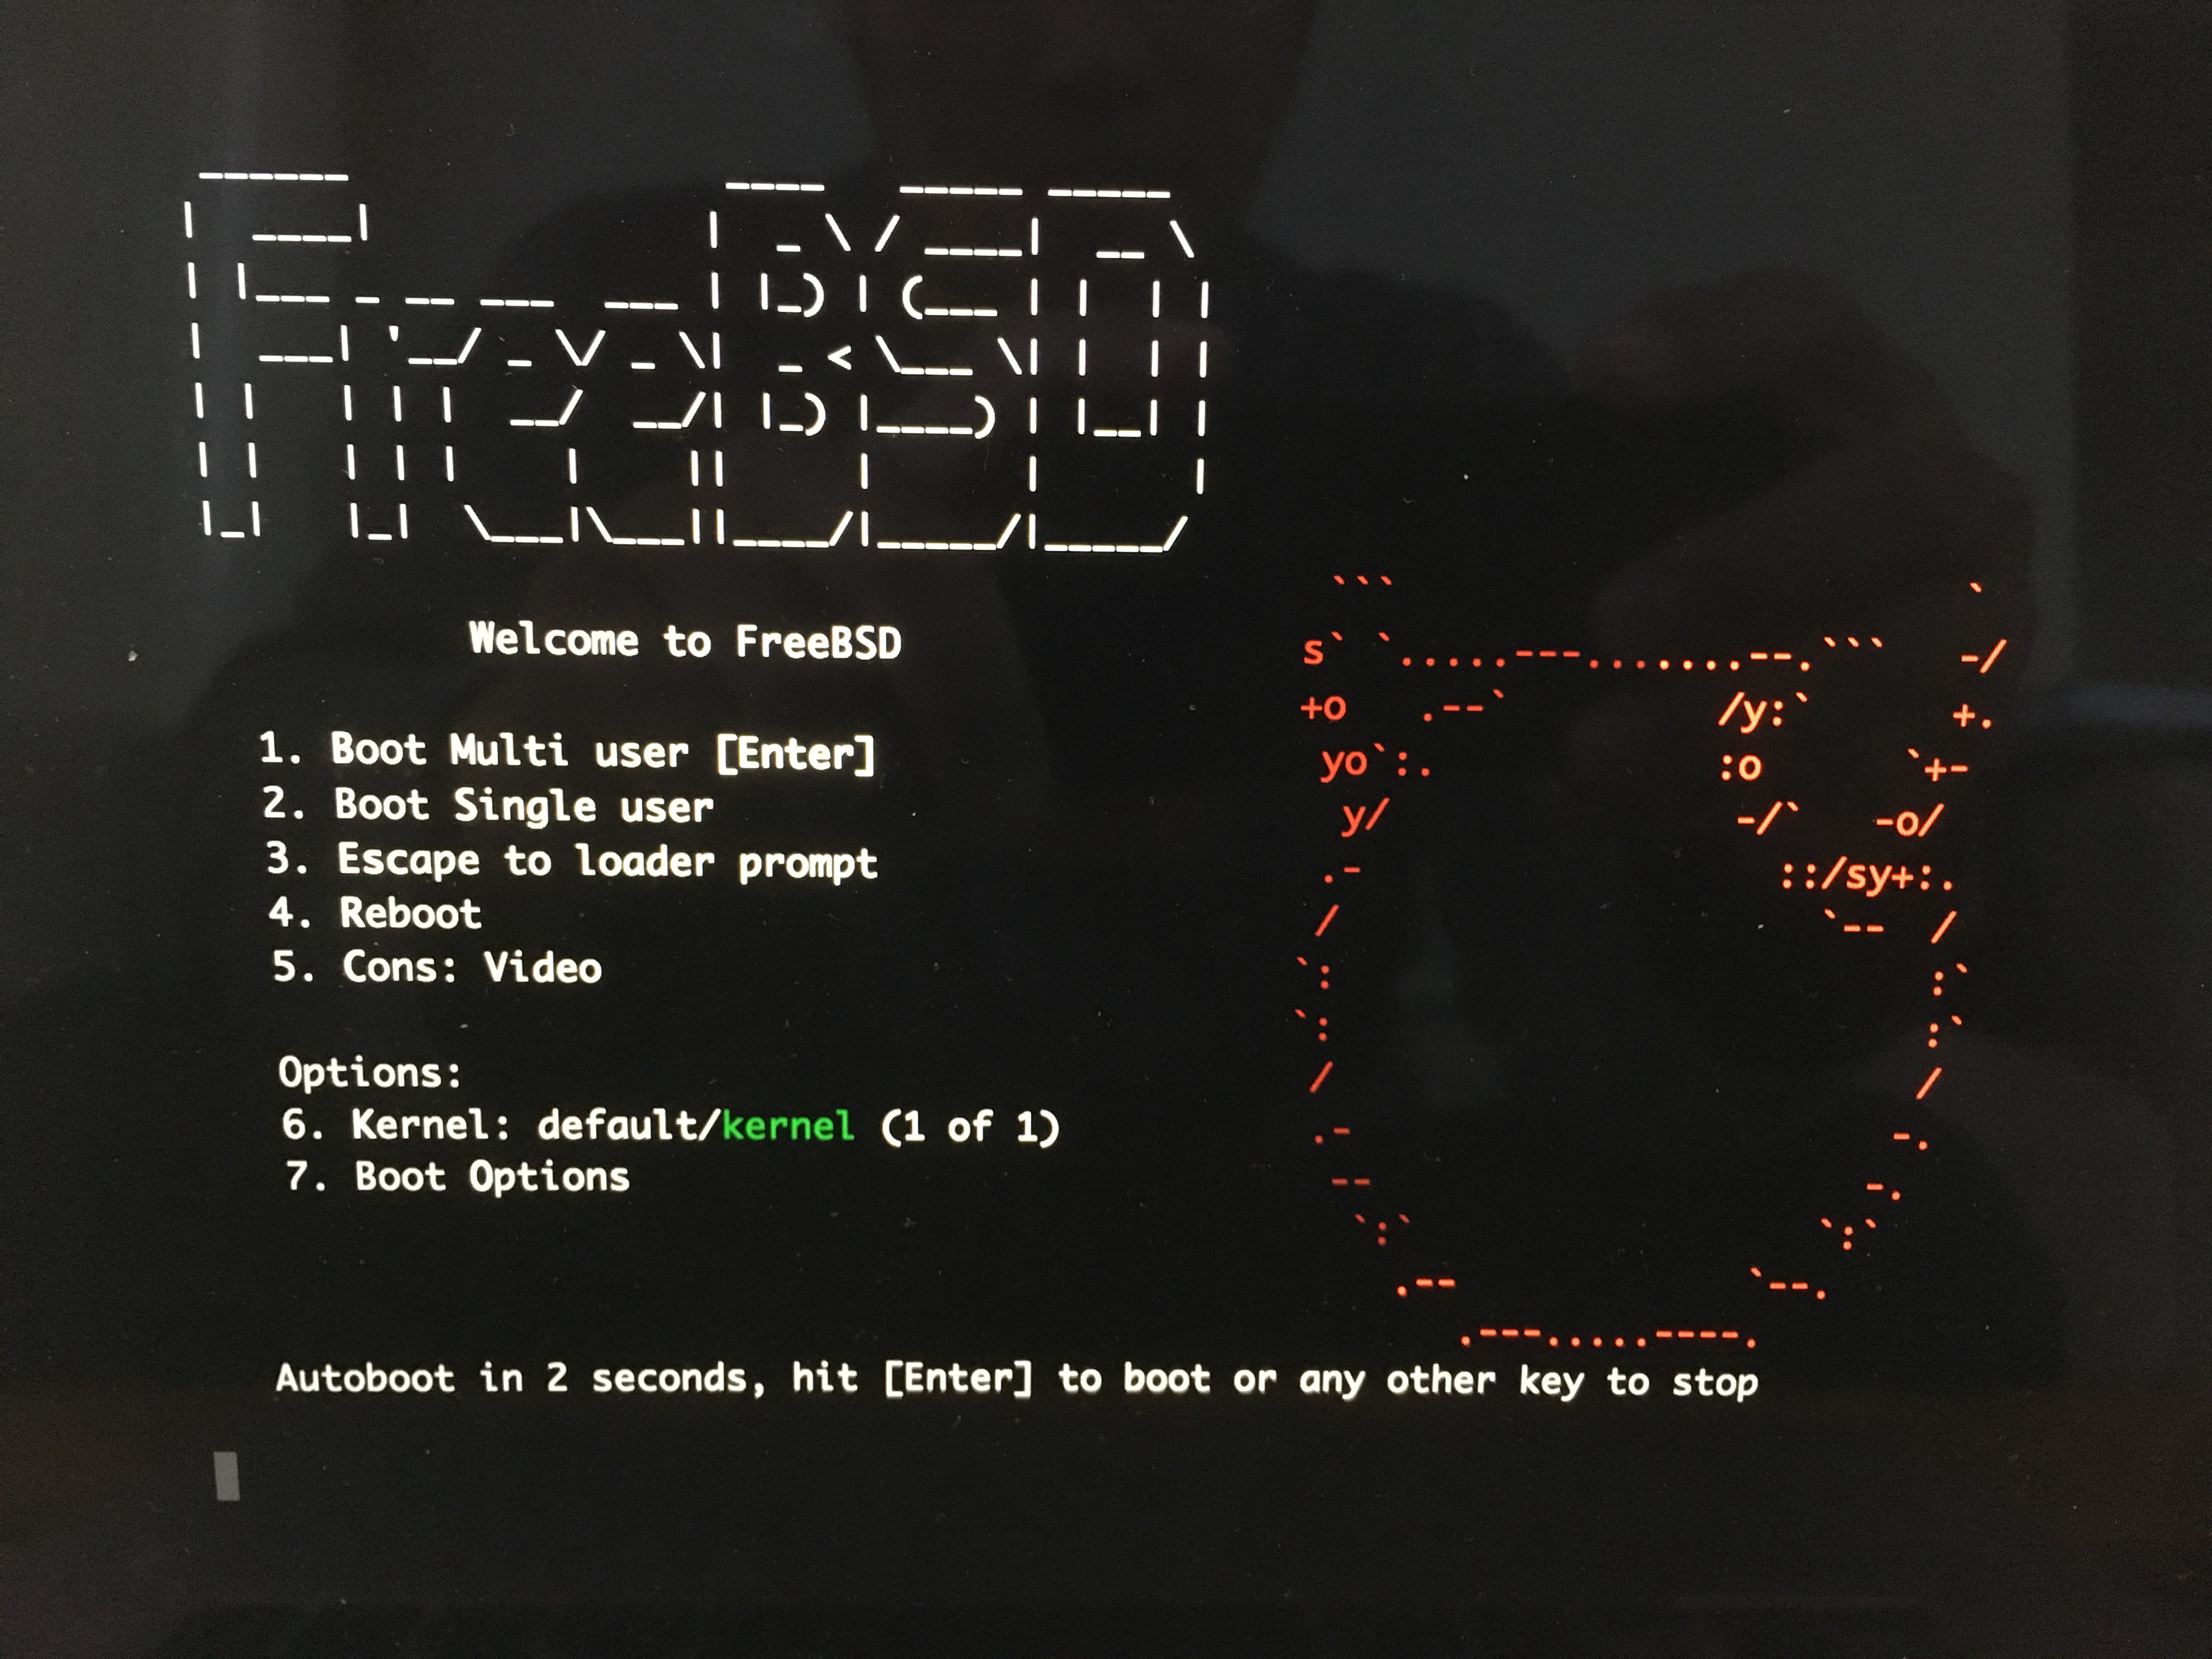 Welcome to FreeBSD
1. Boot Multi user [Enter]
2. Boot Single user
3. Escape to loader prompt
4. Reboot
5. Cons: Video
Options:
6. Kernel: default/kernel (1 of 1)
7. Boot Options
Autoboot in 2 seconds, hit [Enter] to boot or any other key to stop